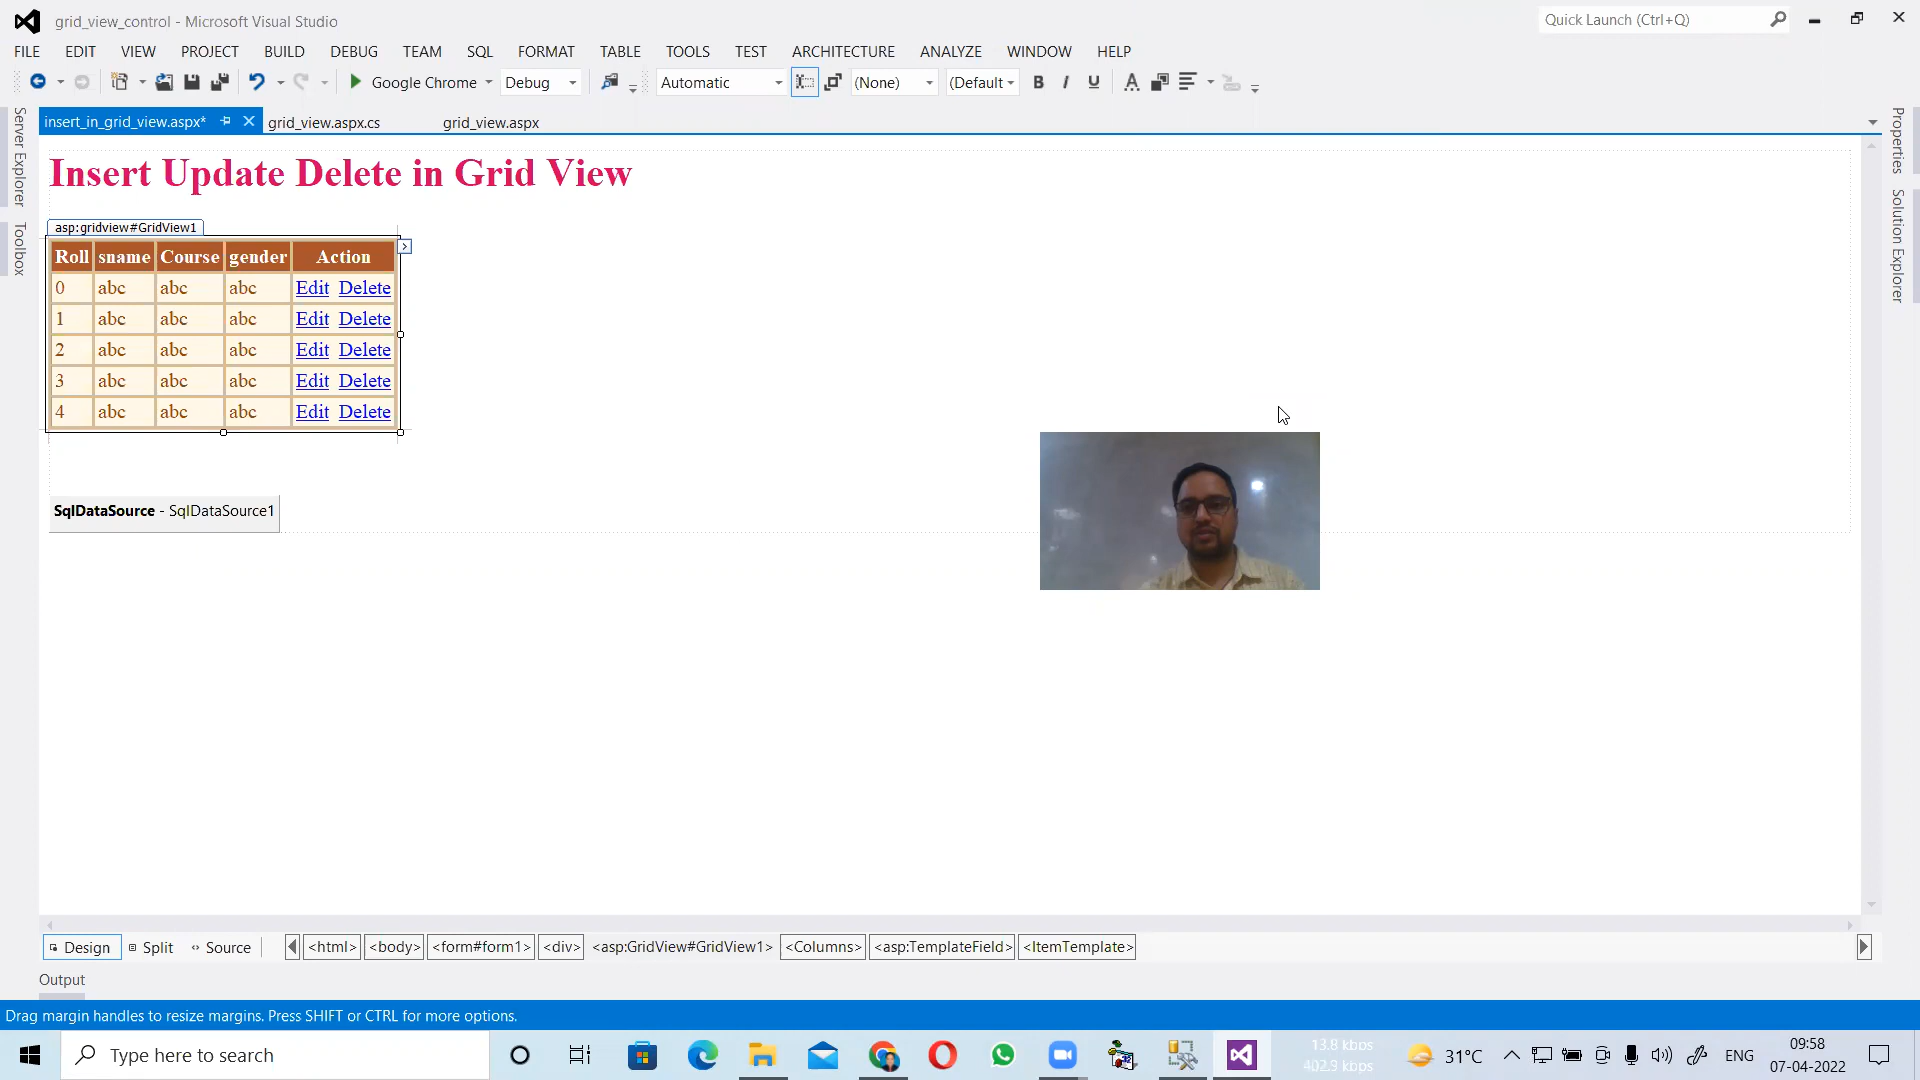 grid_view_control - Microsoft Visual Studio
Quick Launch (Ctrl+Q)
FILE EDIT VIEW PROJECT BUILD DEBUG TEAM SQL FORMAT TABLE TOOLS TEST ARCHITECTURE ANALYZE WINDOW HELP
Google Chrome Debug Automatic (None) (Default B I U A
insert_in_grid_view.aspx* grid_view.aspx.cs grid_view.aspx
Server Explorer
Toolbox
Properties
Solution Explorer
Insert Update Delete in Grid View
asp:gridview#GridView1
Roll sname Course gender Action
0 abc abc abc Edit Delete
1 abc abc abc Edit Delete
2 abc abc abc Edit Delete
3 abc abc abc Edit Delete
4 abc abc abc Edit Delete
SqlDataSource - SqlDataSource1
Design Split Source <html> <body> <form#form1> <div> <asp:GridView#GridView1> <Columns> <asp:TemplateField> <ItemTemplate>
Output
Drag margin handles to resize margins. Press SHIFT or CTRL for more options.
Type here to search
13.8 kbps
402.9 kbps
31°C
ENG
09:58
07-04-2022